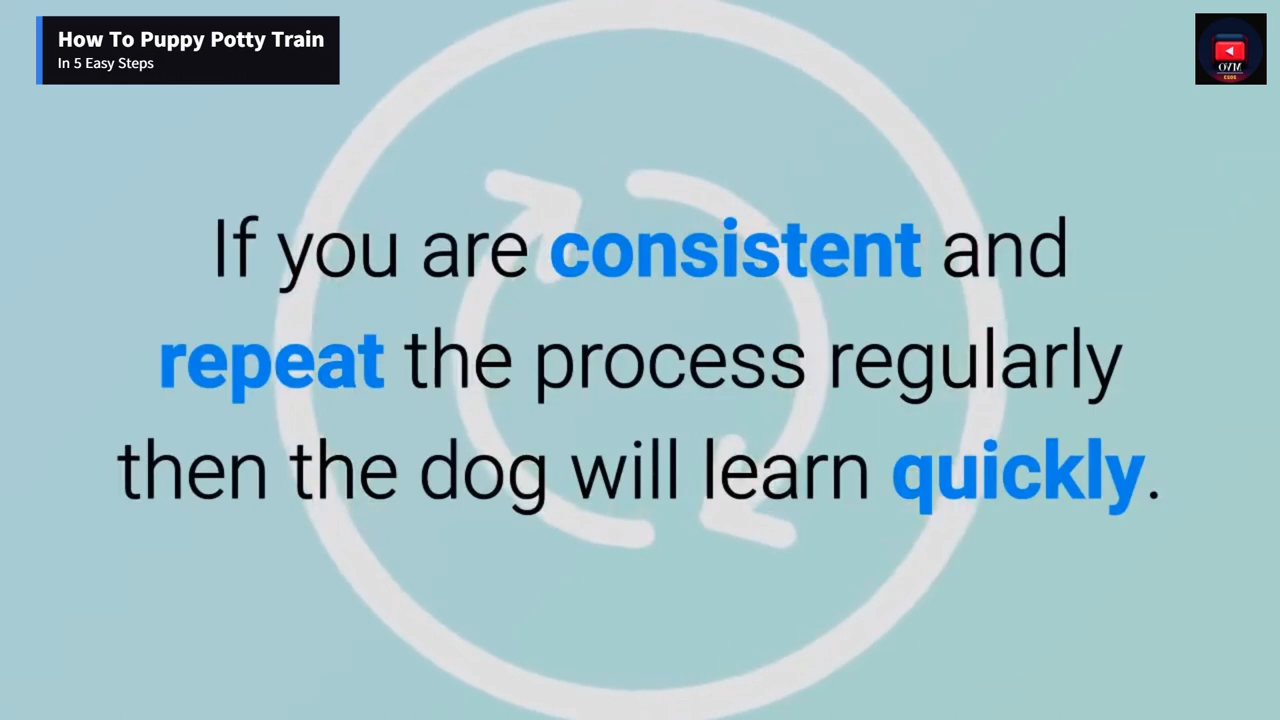 How To Puppy Potty Train
In 5 Easy Steps
If you are consistent and
repeat the process regularly
then the dog will learn quickly.